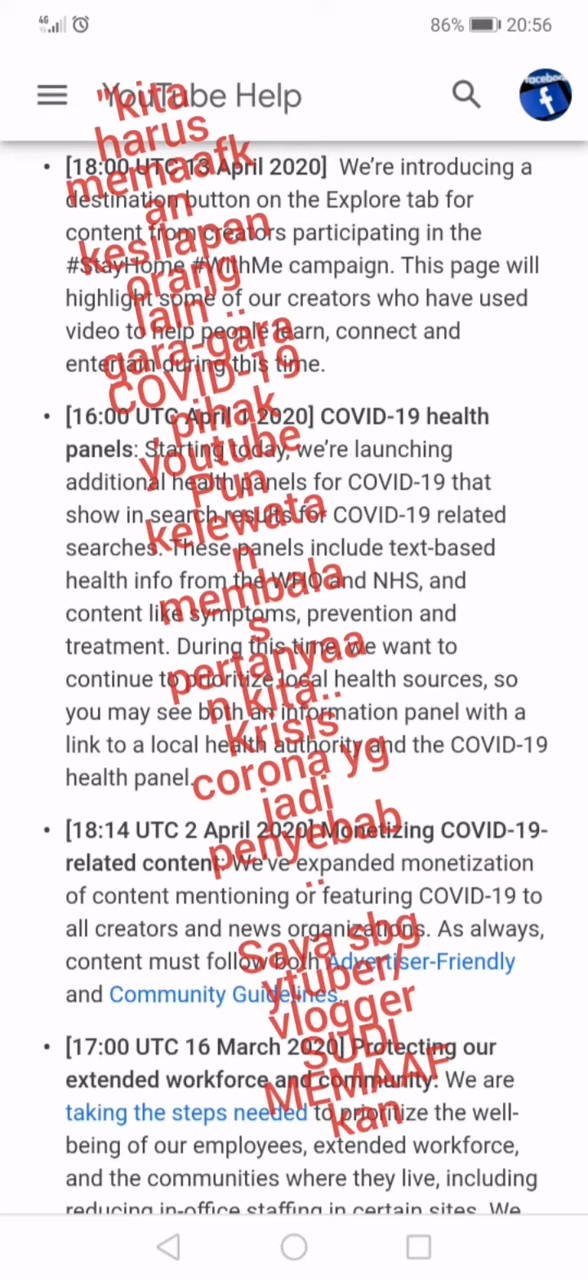 4G 86% 20:56
YouTube Help
facebook
• [18:00 UTC 13 April 2020]  We’re introducing a
destination button on the Explore tab for
content from creators participating in the
#StayHome #WithMe campaign. This page will
highlight some of our creators who have used
video to help people learn, connect and
entertain during this time.
• [16:00 UTC April 1 2020] COVID-19 health
panels: Starting today, we’re launching
additional health panels for COVID-19 that
show in search results for COVID-19 related
searches. These panels include text-based
health info from the WHO and NHS, and
content like symptoms, prevention and
treatment. During this time, we want to
continue to prioritize local health sources, so
you may see both an information panel with a
link to a local health authority and the COVID-19
health panel.
• [18:14 UTC 2 April 2020] Monetizing COVID-19-
related content: We’ve expanded monetization
of content mentioning or featuring COVID-19 to
all creators and news organizations. As always,
content must follow both Advertiser-Friendly
and Community Guidelines.
• [17:00 UTC 16 March 2020] Protecting our
extended workforce and community: We are
taking the steps needed to prioritize the well-
being of our employees, extended workforce,
and the communities where they live, including
reducing in-office staffing in certain sites. We
"kita
harus
memaafk
an
kesilapan
orang
lain ..
gara-gara
COVID-19
, pihak
youtube
Pun
kelewata
n
membala
s
pertanyaa
n kita..
Krisis
corona yg
jadi
penyebab
..
Saya sbg
ytuber/
vlogger
SUDI
MEMAAF
kan